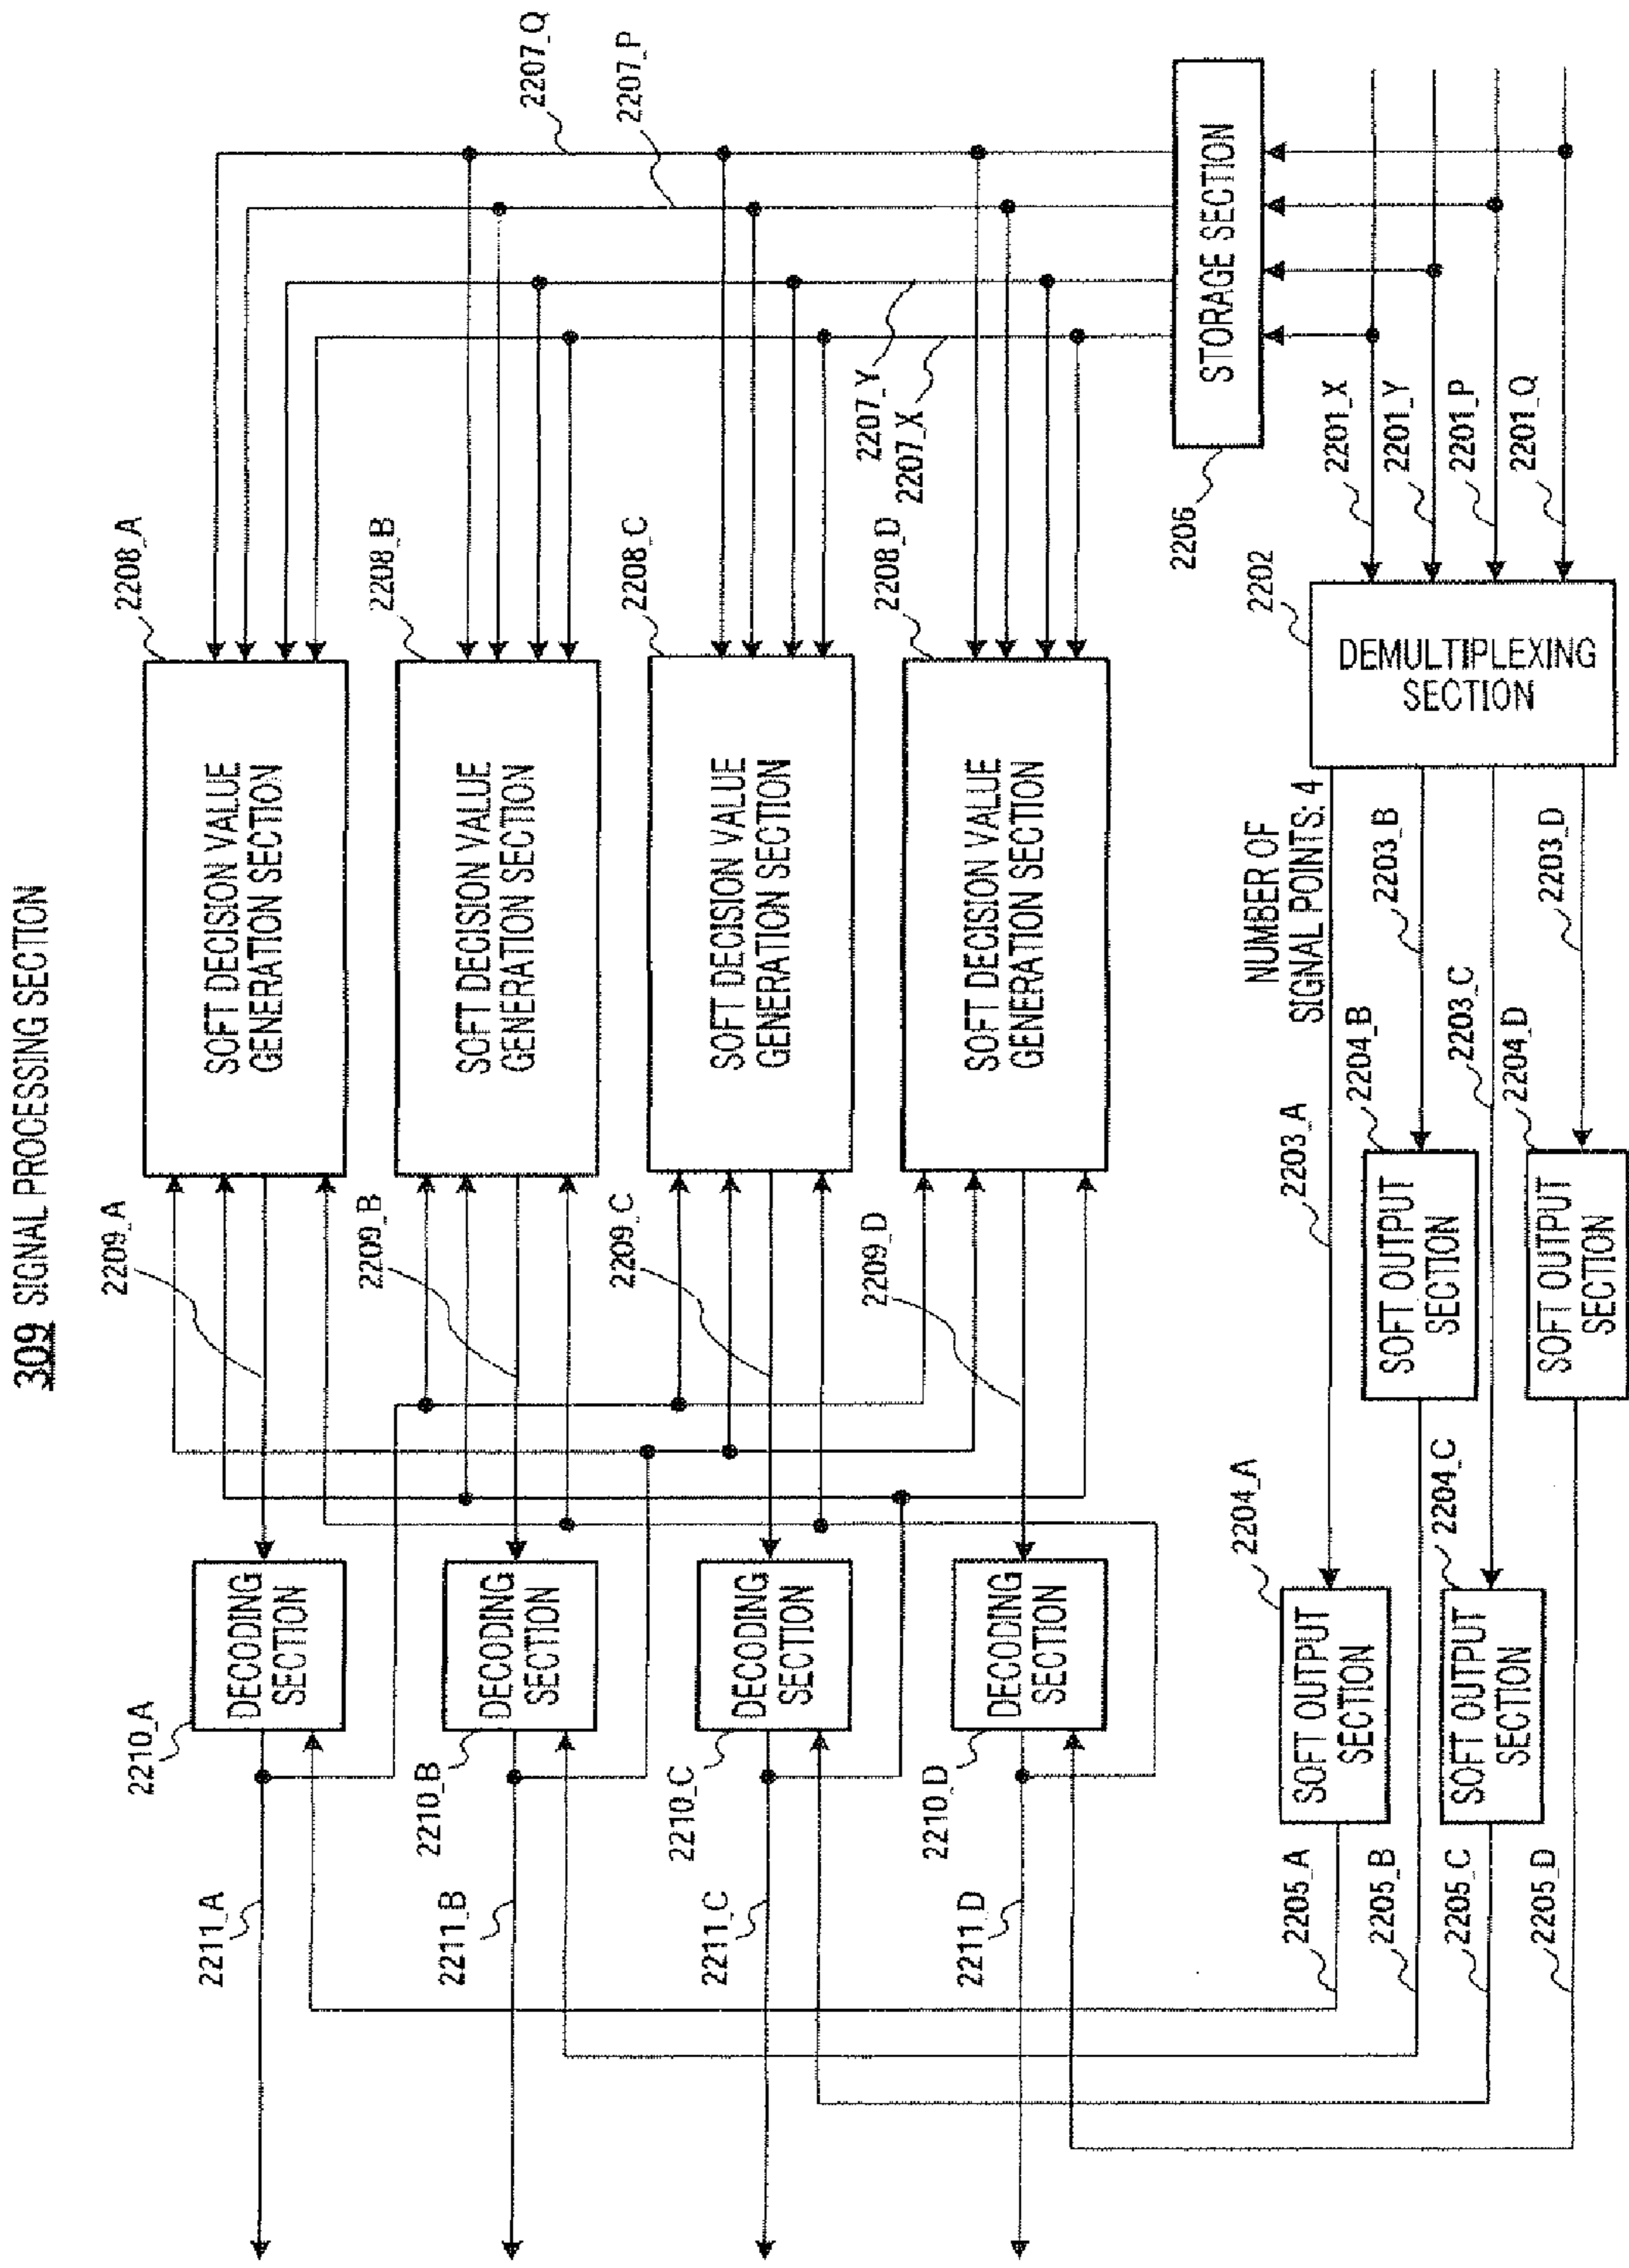 309 SIGNAL PROCESSING SECTION
2211_A
2210_A
DECODING
SECTION
2209_A
SOFT DECISION VALUE
GENERATION SECTION
2208_A
2207_Q
2207_P
2211_B
2210_B
DECODING
SECTION
2209_B
SOFT DECISION VALUE
GENERATION SECTION
2208_B
2211_C
2210_C
DECODING
SECTION
2209_C
SOFT DECISION VALUE
GENERATION SECTION
2208_C
2211_D
2210_D
DECODING
SECTION
2209_D
SOFT DECISION VALUE
GENERATION SECTION
2208_D
2207_Y
2207_X
2206
STORAGE SECTION
2205_A
2204_A
SOFT OUTPUT
SECTION
2203_A
NUMBER OF
SIGNAL POINTS: 4
2202
DEMULTIPLEXING
SECTION
2201_X
2201_Y
2201_P
2201_Q
2205_B
2204_B
SOFT OUTPUT
SECTION
2203_B
2205_C
2204_C
SOFT OUTPUT
SECTION
2203_C
2205_D
2204_D
SOFT OUTPUT
SECTION
2203_D